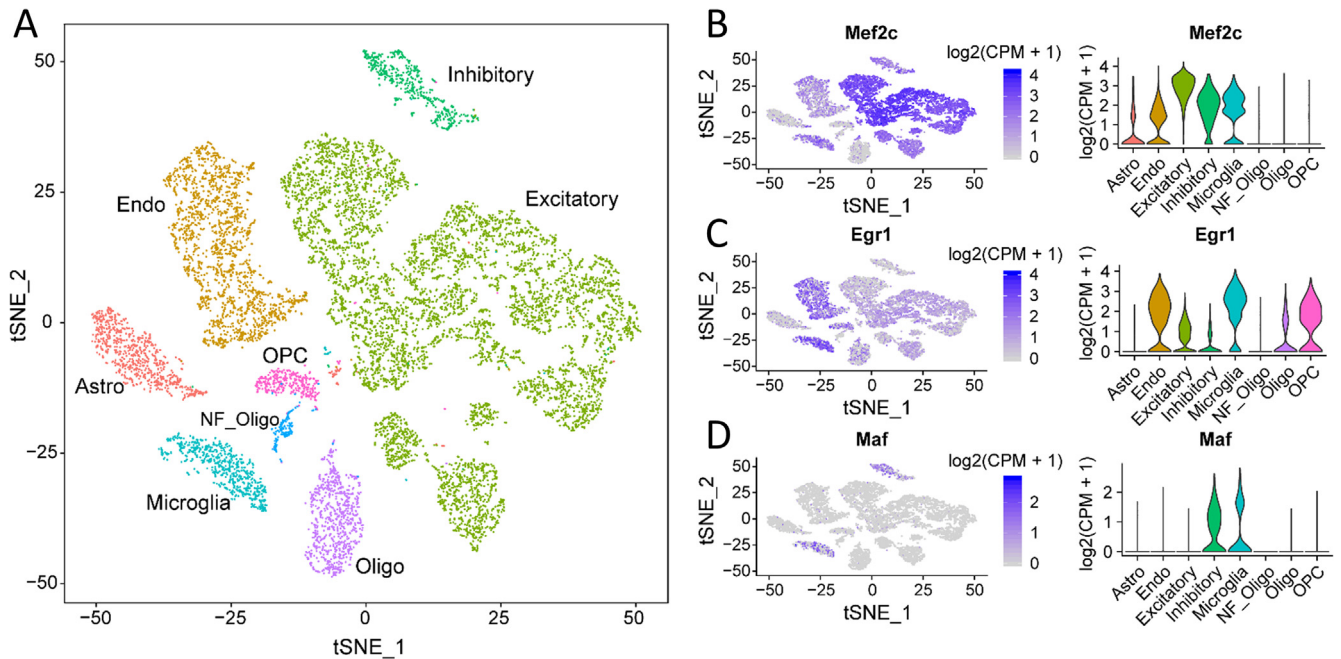 A
50
25
0
−25
−50
tSNE_2
−50
−25
0
25
50
tSNE_1
Inhibitory
Endo
Excitatory
OPC
Astro
NF_Oligo
Microglia
Oligo
B
Mef2c
log2(CPM + 1)
4
3
2
1
0
50
25
0
−25
−50
tSNE_2
−50
−25
0
25
50
tSNE_1
Mef2c
log2(CPM + 1)
4
3
2
1
0
Astro
Endo
Excitatory
Inhibitory
Microglia
NF_Oligo
Oligo
OPC
C
Egr1
log2(CPM + 1)
4
3
2
1
0
50
25
0
−25
−50
tSNE_2
−50
−25
0
25
50
tSNE_1
Egr1
log2(CPM + 1)
4
3
2
1
0
Astro
Endo
Excitatory
Inhibitory
Microglia
NF_Oligo
Oligo
OPC
D
Maf
log2(CPM + 1)
2
1
0
50
25
0
−25
−50
tSNE_2
−50
−25
0
25
50
tSNE_1
Maf
log2(CPM + 1)
2
1
0
Astro
Endo
Excitatory
Inhibitory
Microglia
NF_Oligo
Oligo
OPC